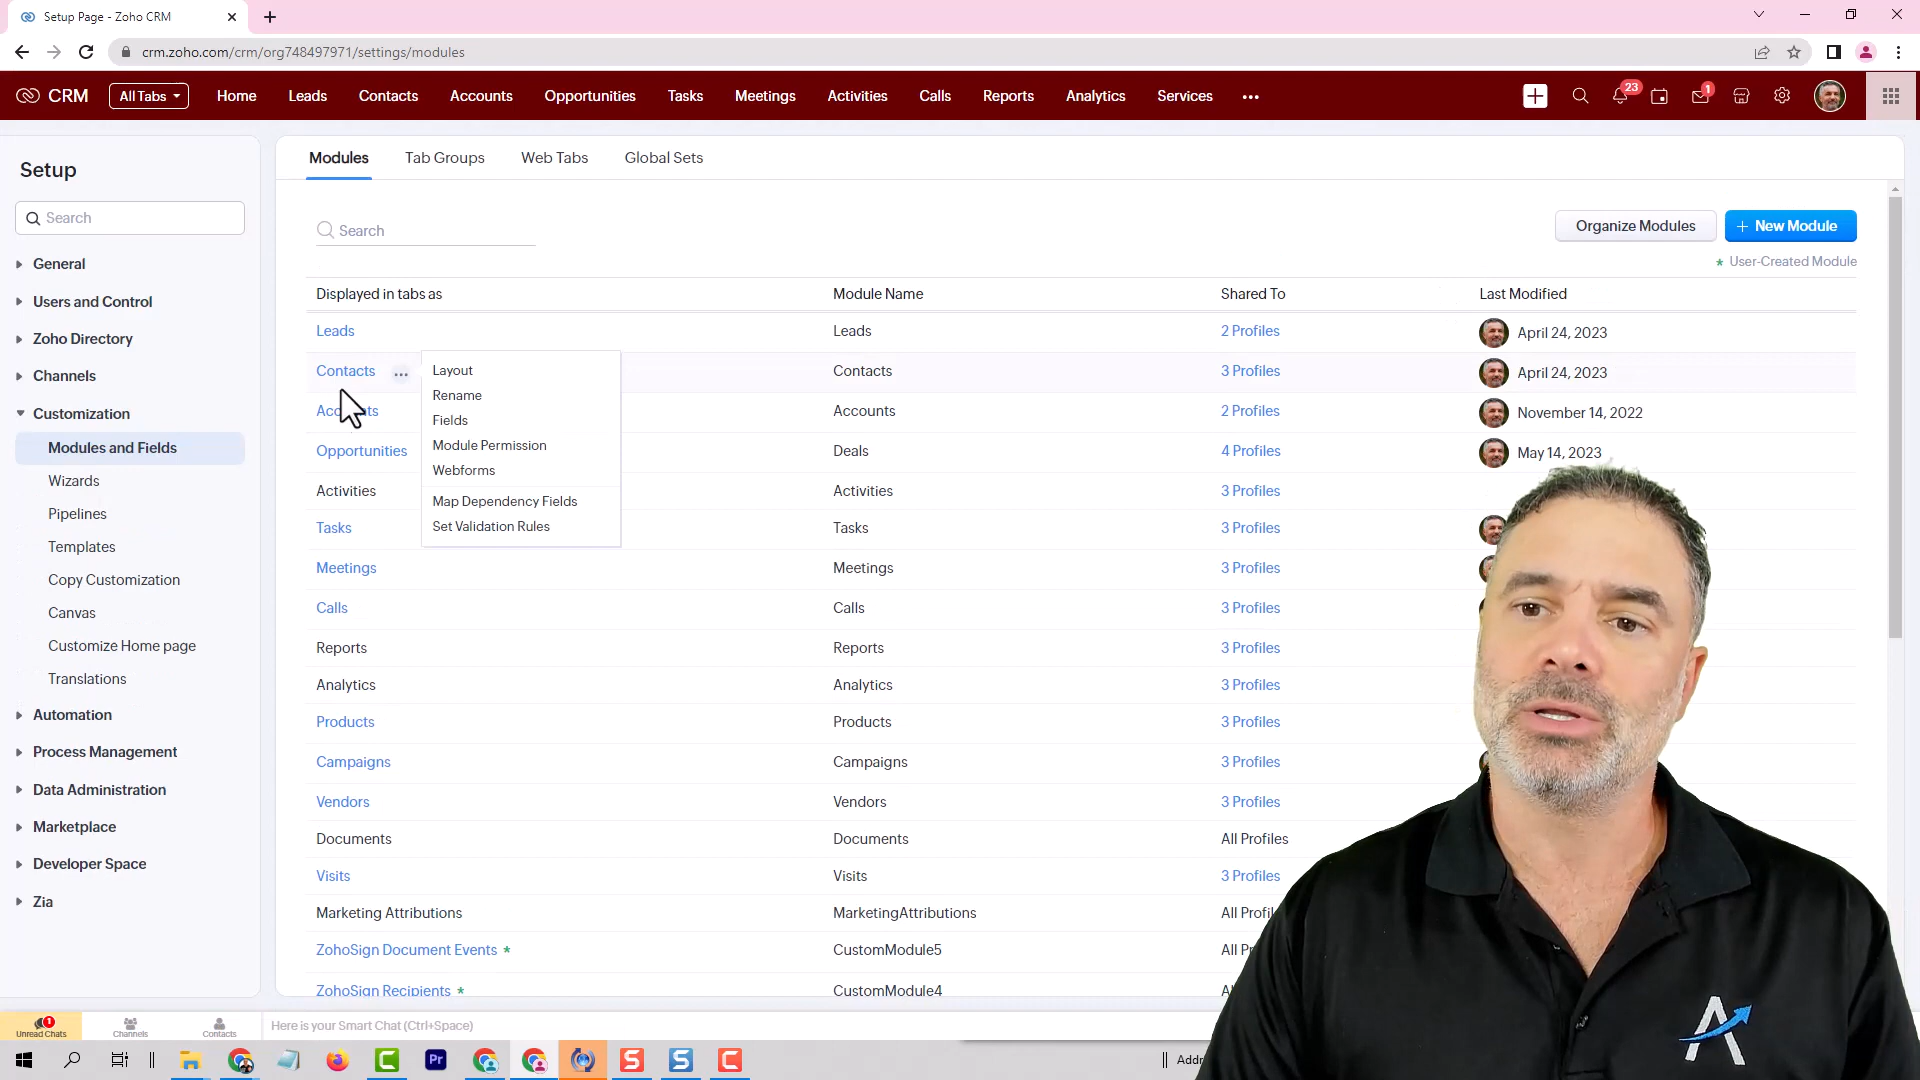 Setup Page - Zoho CRM
crm.zoho.com/crm/org748497971/settings/modules
CRM All Tabs Home Leads Contacts Accounts Opportunities Tasks Meetings Activities Calls Reports Analytics Services 23 1
Setup
Search
General
Users and Control
Zoho Directory
Channels
Customization
Modules and Fields
Wizards
Pipelines
Templates
Copy Customization
Canvas
Customize Home page
Translations
Automation
Process Management
Data Administration
Marketplace
Developer Space
Zia
Modules Tab Groups Web Tabs Global Sets
Search
Organize Modules + New Module
* User-Created Module
Displayed in tabs as Module Name Shared To Last Modified
Leads Leads 2 Profiles April 24, 2023
Contacts ... Contacts 3 Profiles April 24, 2023
Accounts 2 Profiles November 14, 2022
Opportunities Deals 4 Profiles May 14, 2023
Activities Activities 3 Profiles
Tasks Tasks 3 Profiles
Meetings Meetings 3 Profiles
Calls Calls 3 Profiles
Reports Reports 3 Profiles
Analytics Analytics 3 Profiles
Products Products 3 Profiles
Campaigns Campaigns 3 Profiles
Vendors Vendors 3 Profiles
Documents Documents All Profiles
Visits Visits 3 Profiles
Marketing Attributions MarketingAttributions All
ZohoSign Document Events * CustomModule5 All
ZohoSign Recipients * CustomModule4
Layout
Rename
Fields
Module Permission
Webforms
Map Dependency Fields
Set Validation Rules
1
Unread Chats Channels Contacts Here is your Smart Chat (Ctrl+Space)
Pr S S C